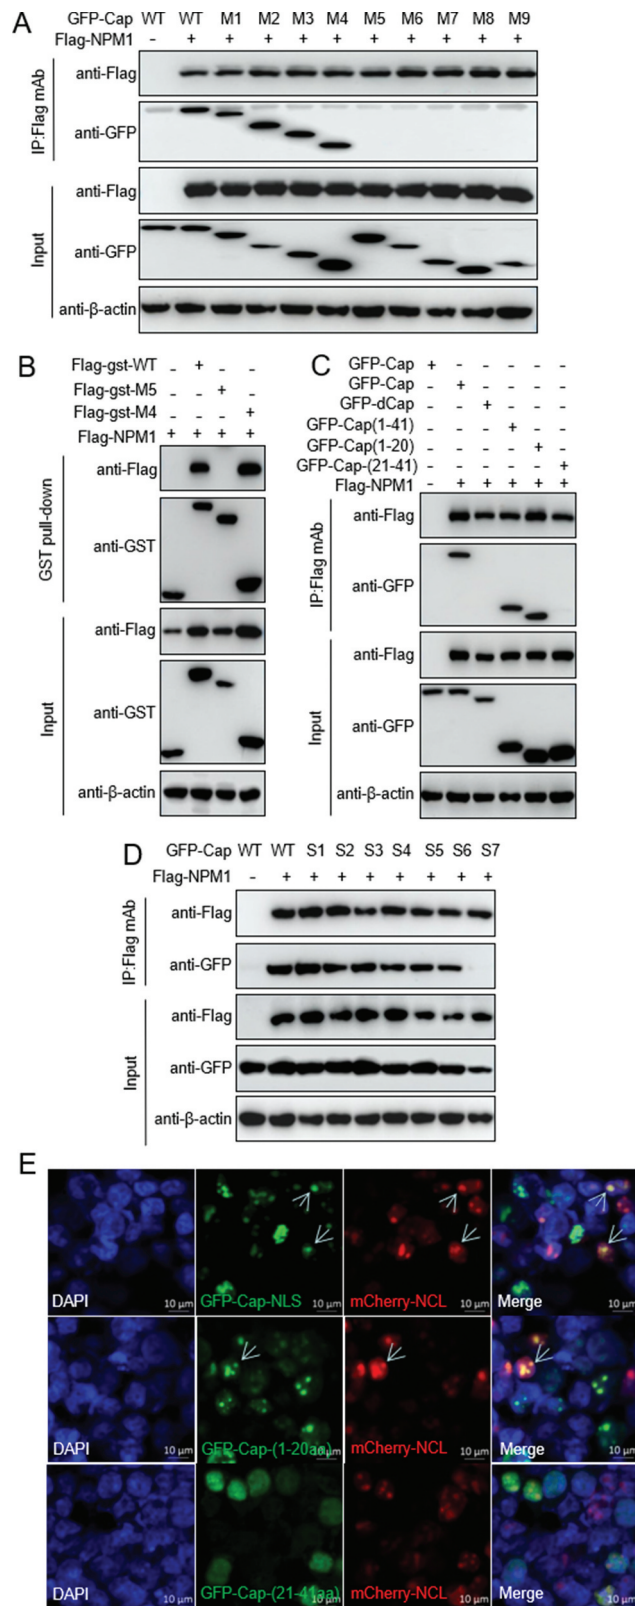 A
GFP-Cap WT WT M1 M2 M3 M4 M5 M6 M7 M8 M9
Flag-NPM1 - + + + + + + + + + +
IP:Flag mAb
anti-Flag
anti-GFP
Input
anti-Flag
anti-GFP
anti-β-actin
B
Flag-gst-WT - + - -
Flag-gst-M5 - - + -
Flag-gst-M4 - - - +
Flag-NPM1 + + + +
GST pull-down
anti-Flag
anti-GST
Input
anti-Flag
anti-GST
anti-β-actin
C
GFP-Cap + - - - - -
GFP-Cap - + - - - -
GFP-dCap - - + - - -
GFP-Cap(1-41) - - - + - -
GFP-Cap(1-20) - - - - + -
GFP-Cap-(21-41) - - - - - +
Flag-NPM1 - + + + + +
IP:Flag mAb
anti-Flag
anti-GFP
Input
anti-Flag
anti-GFP
anti-β-actin
D
GFP-Cap WT WT S1 S2 S3 S4 S5 S6 S7
Flag-NPM1 - + + + + + + + +
IP:Flag mAb
anti-Flag
anti-GFP
Input
anti-Flag
anti-GFP
anti-β-actin
E
DAPI 10 µm GFP-Cap-NLS 10 µm mCherry-NCL 10 µm Merge 10 µm
DAPI 10 µm GFP-Cap-(1-20aa) 10 µm mCherry-NCL 10 µm Merge 10 µm
DAPI 10 µm GFP-Cap-(21-41aa) 10 µm mCherry-NCL 10 µm Merge 10 µm